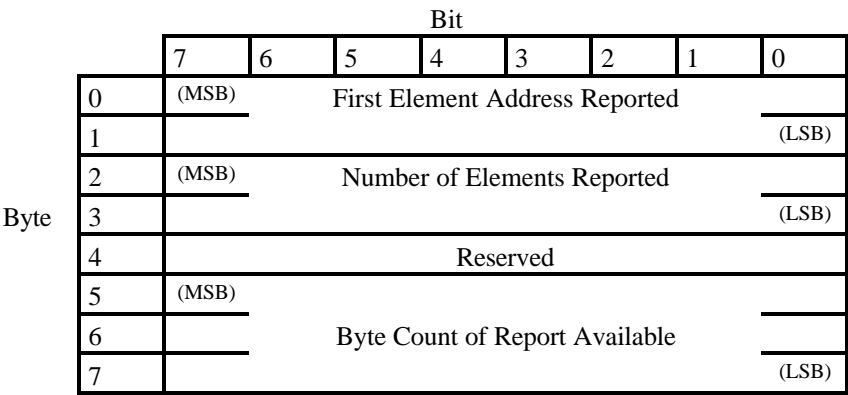 Bit
7 6 5 4 3 2 1 0
0 (MSB) First Element Address Reported
1 (LSB)
2 (MSB) Number of Elements Reported
Byte 3 (LSB)
4 Reserved
5 (MSB)
6 Byte Count of Report Available
7 (LSB)